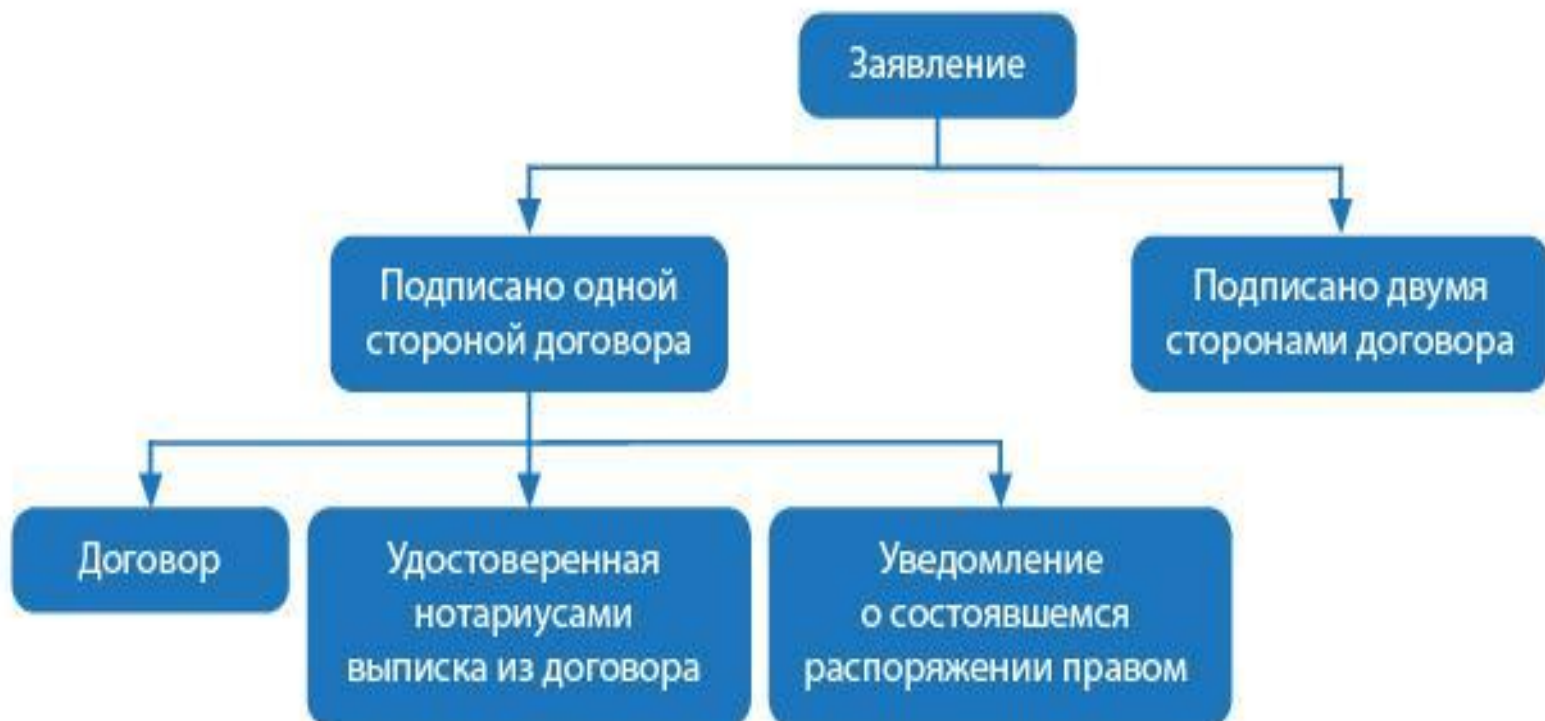 Заявление
Подписано одной
стороной договора
Подписано двумя
сторонами договора
Договор
Удостоверенная
нотариусами
выписка из договора
Уведомление
о состоявшемся
распоряжении правом